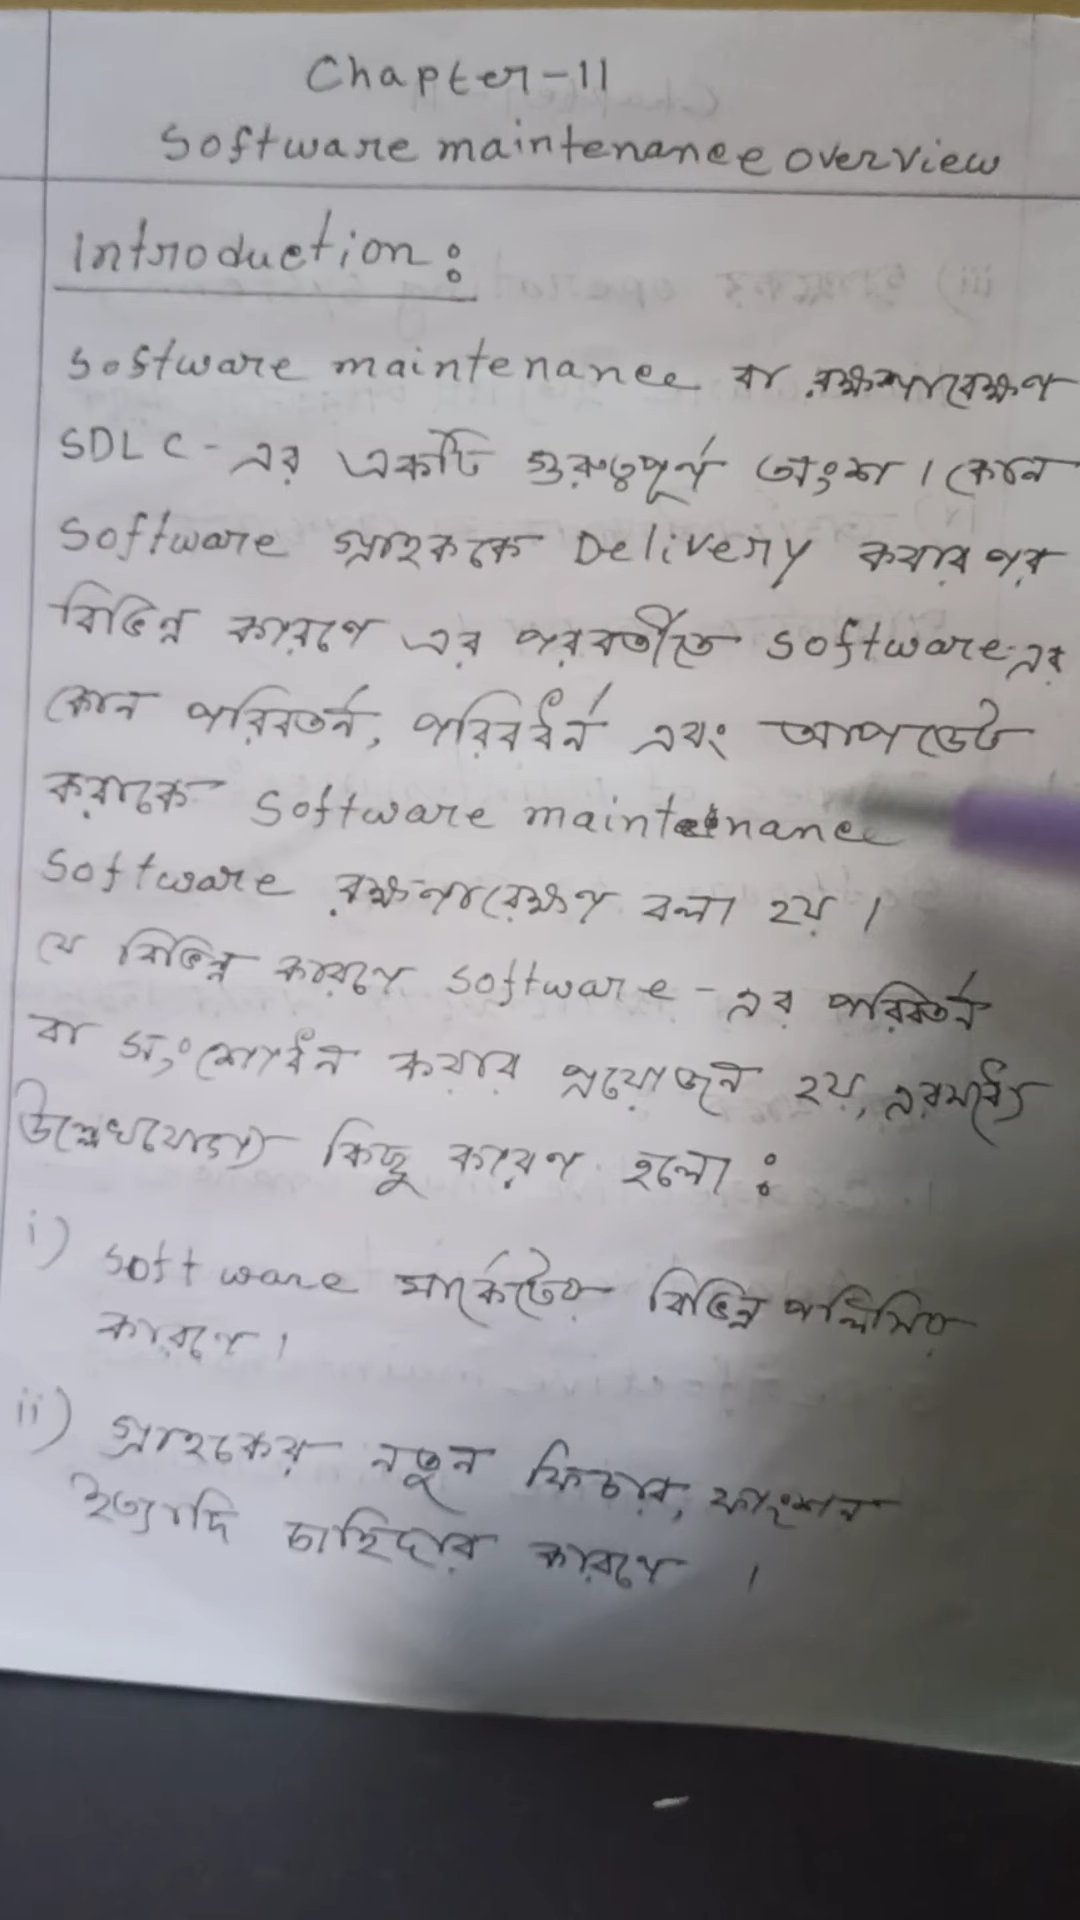 Chapter-11
Software maintenance overview
Introduction:
Software maintenance বা রক্ষণাবেক্ষণ
SDLC-এর একটি গুরুত্বপূর্ণ অংশ। কোন
Software গ্রাহককে Delivery করার পর
বিভিন্ন কারণে এর পরবর্তীতে software-এর
কোন পরিবর্তন, পরিবর্ধন এবং আপডেট
করাকে Software maintenance
Software রক্ষণাবেক্ষণ বলা হয়।
যে বিভিন্ন কারণে software-এর পরিবর্তন
বা সংশোধন করার প্রয়োজন হয়, এরমধ্যে
উল্লেখযোগ্য কিছু কারণ হলো:
i) Software মার্কেটের বিভিন্ন পলিসির
কারণে।
ii) গ্রাহকের নতুন ফিচার, ফাংশন
ইত্যাদি চাহিদার কারণে।